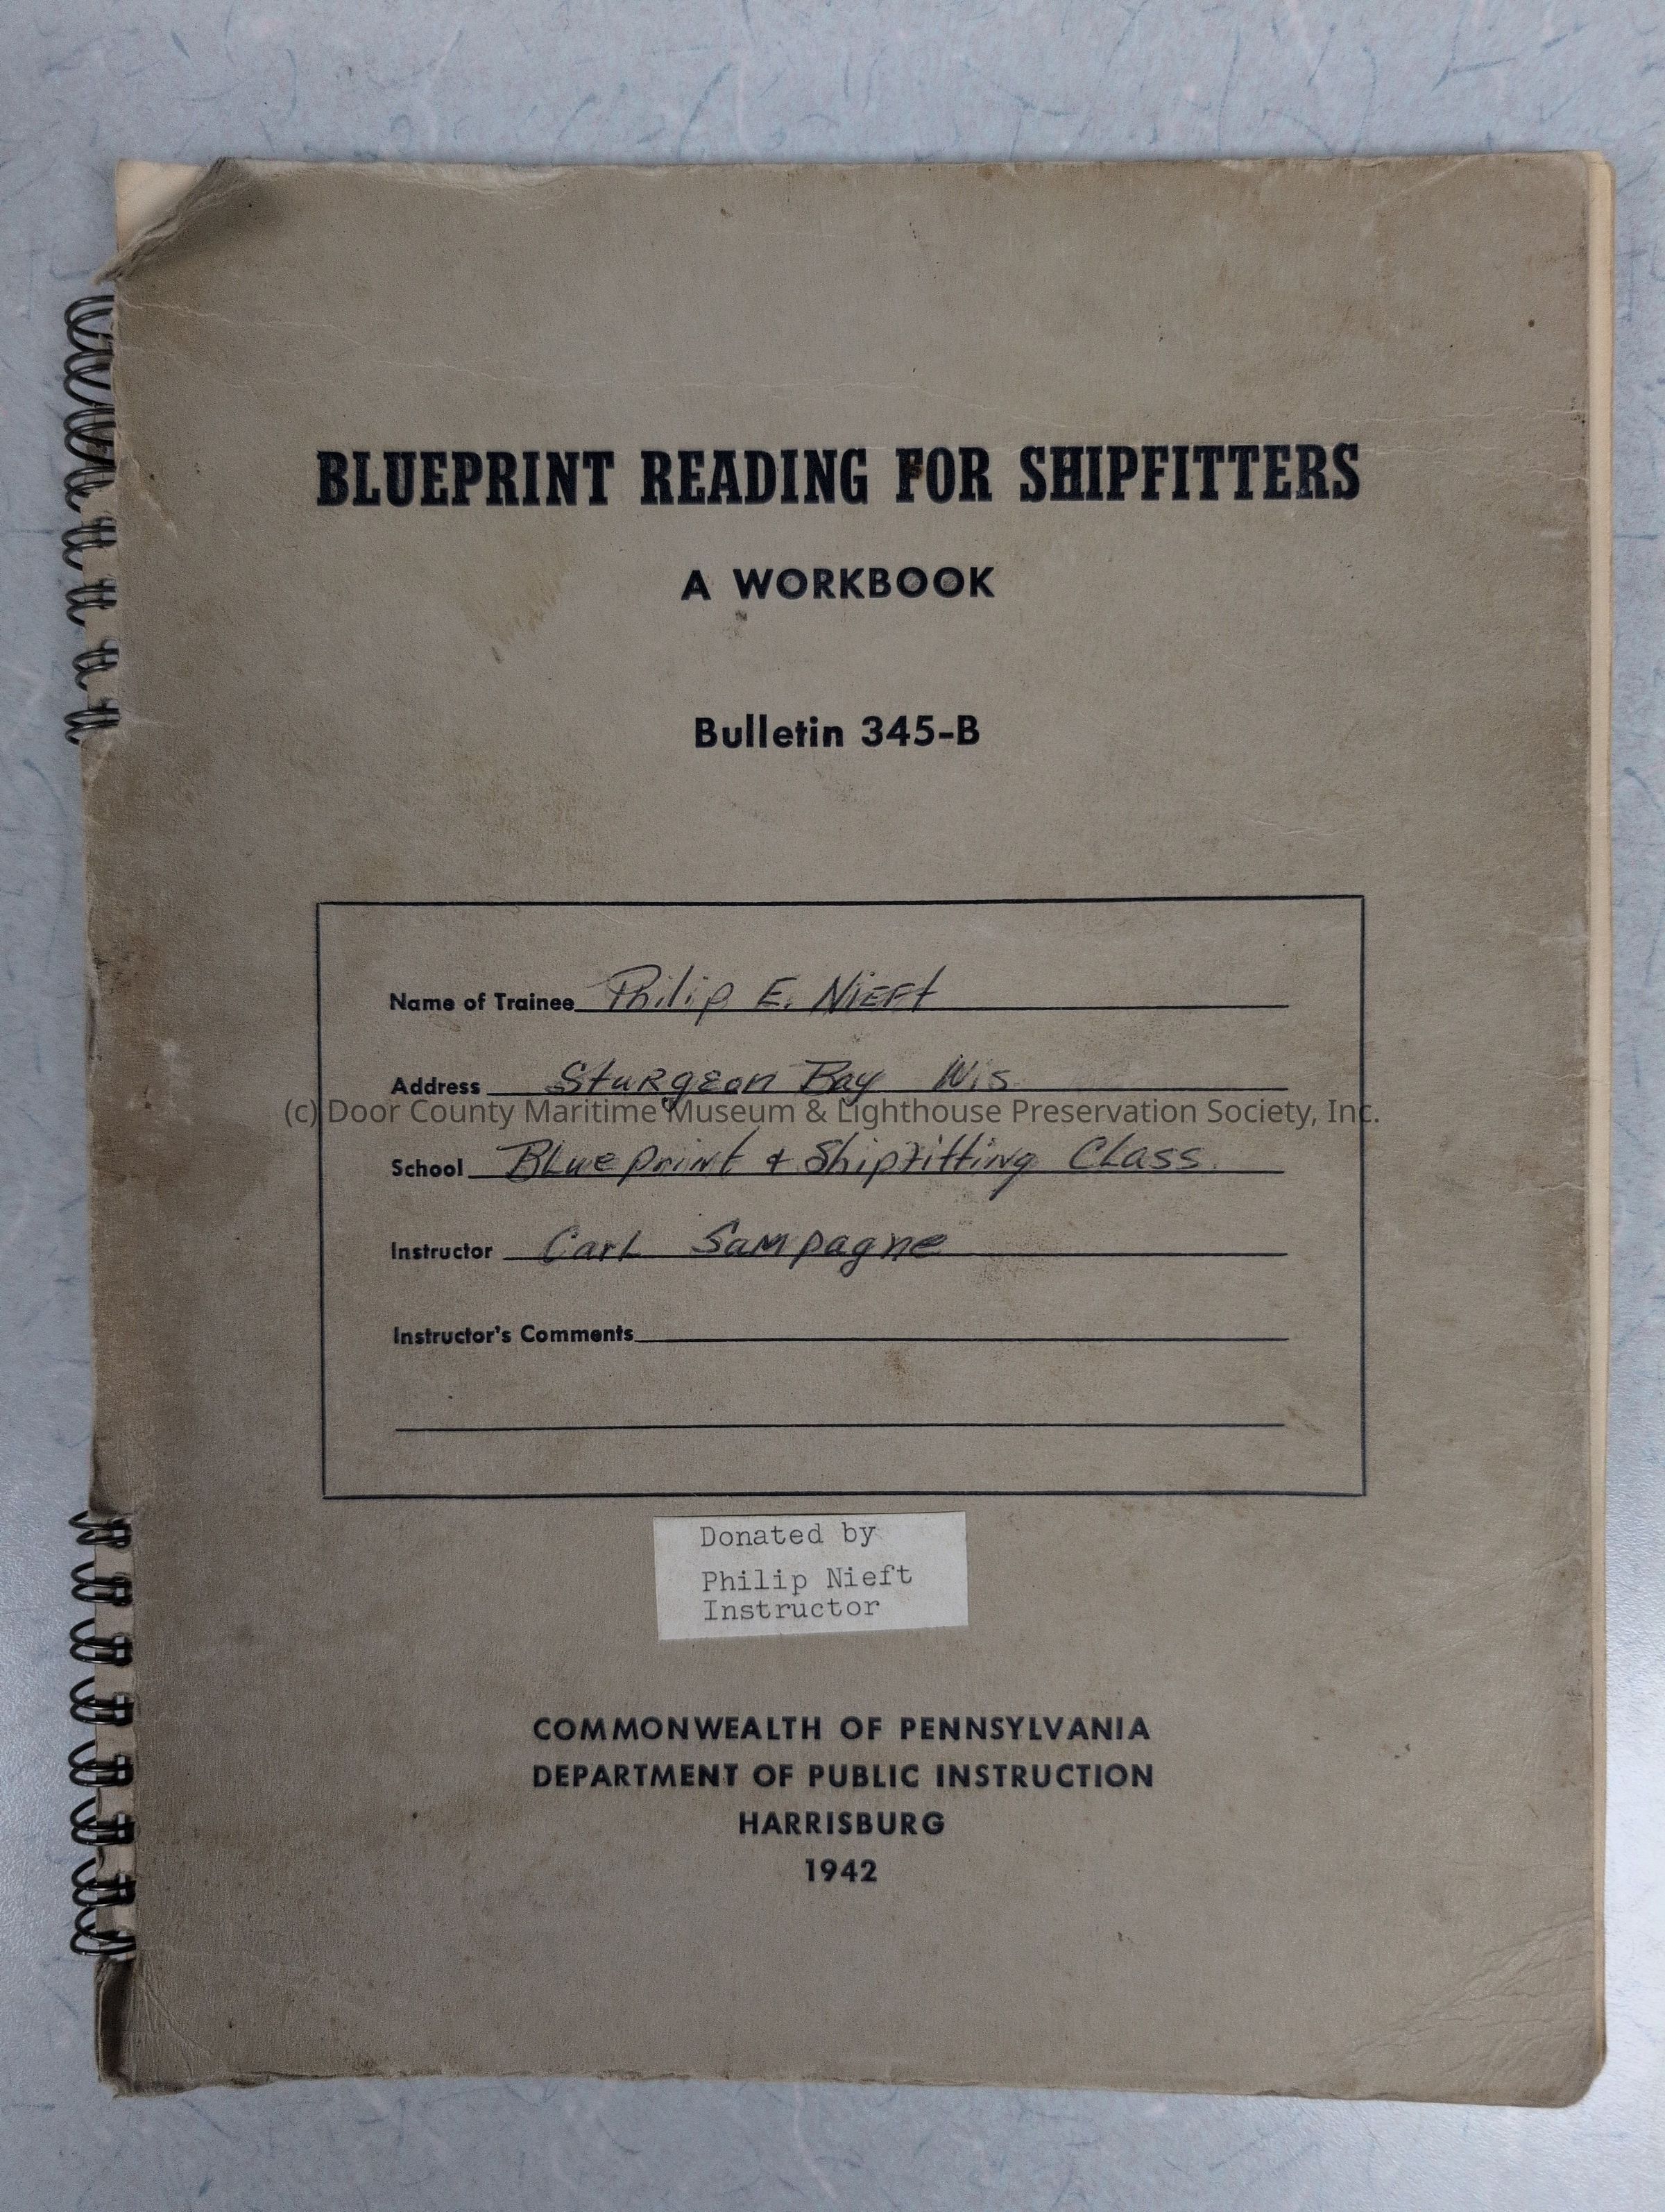 BLUEPRINT READING FOR SHIPFITTERS
A WORKBOOK
Bulletin 345-B
Name of Trainee Philip E. Nieft
Address Sturgeon Bay Wis
(c) Door County Maritime Museum & Lighthouse Preservation Society, Inc.
School Blueprint & Shipfitting Class.
Instructor Carl Sampagne
Instructor's Comments
Donated by
Philip Nieft
Instructor
COMMONWEALTH OF PENNSYLVANIA
DEPARTMENT OF PUBLIC INSTRUCTION
HARRISBURG
1942